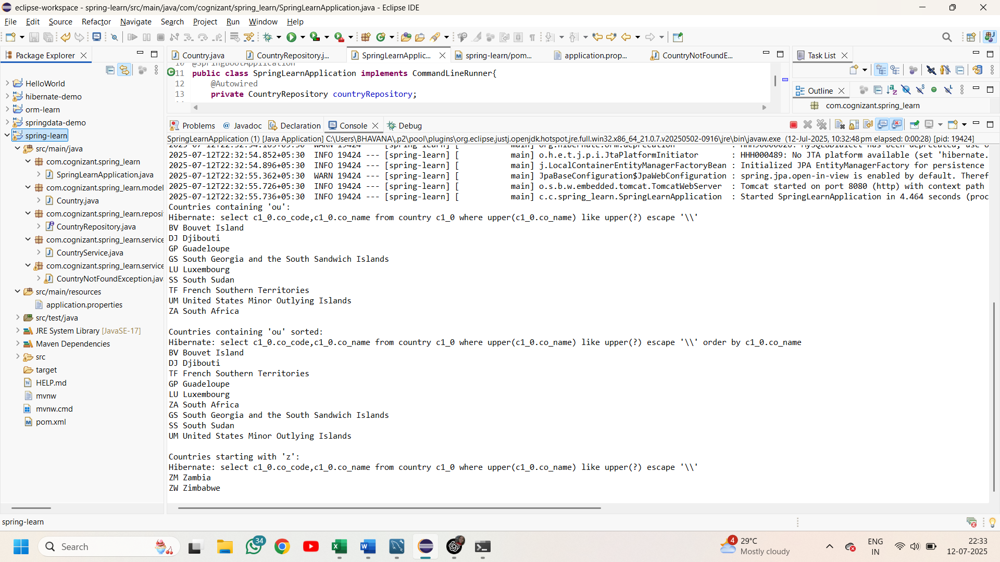 eclipse-workspace - spring-learn/src/main/java/com/cognizant/spring_learn/SpringLearnApplication.java - Eclipse IDE
File Edit Source Refactor Navigate Search Project Run Window Help
Package Explorer
HelloWorld
hibernate-demo
orm-learn
springdata-demo
spring-learn
src/main/java
com.cognizant.spring_learn
SpringLearnApplication.java
com.cognizant.spring_learn.model
Country.java
com.cognizant.spring_learn.reposi
CountryRepository.java
com.cognizant.spring_learn.service
CountryService.java
com.cognizant.spring_learn.service
CountryNotFoundException.jav
src/main/resources
application.properties
src/test/java
JRE System Library [JavaSE-17]
Maven Dependencies
src
target
HELP.md
mvnw
mvnw.cmd
pom.xml
Country.java CountryRepository.j... SpringLearnApplic... spring-learn/pom... application.prop... CountryNotFoundE...
10 @SpringBootApplication
11 public class SpringLearnApplication implements CommandLineRunner{
12 @Autowired
13 private CountryRepository countryRepository;
Task List
Outline
com.cognizant.spring_learn
Problems Javadoc Declaration Console Debug
SpringLearnApplication (1) [Java Application] C:\Users\BHAVANA\.p2\pool\plugins\org.eclipse.justj.openjdk.hotspot.jre.full.win32.x86_64_21.0.7.v20250502-0916\jre\bin\javaw.exe (12-Jul-2025, 10:32:48 pm elapsed: 0:00:28) [pid: 19424]
2025-07-12T22:32:54.852+05:30 INFO 19424 --- [spring-learn] [ main] o.h.e.t.j.p.i.JtaPlatformInitiator : HHH000489: No JTA platform available (set 'hibernate.
2025-07-12T22:32:54.896+05:30 INFO 19424 --- [spring-learn] [ main] j.LocalContainerEntityManagerFactoryBean : Initialized JPA EntityManagerFactory for persistence
2025-07-12T22:32:55.362+05:30 WARN 19424 --- [spring-learn] [ main] JpaBaseConfiguration$JpaWebConfiguration : spring.jpa.open-in-view is enabled by default. Theref
2025-07-12T22:32:55.726+05:30 INFO 19424 --- [spring-learn] [ main] o.s.b.w.embedded.tomcat.TomcatWebServer : Tomcat started on port 8080 (http) with context path
2025-07-12T22:32:55.736+05:30 INFO 19424 --- [spring-learn] [ main] c.c.spring_learn.SpringLearnApplication : Started SpringLearnApplication in 4.464 seconds (proc
Countries containing 'ou':
Hibernate: select c1_0.co_code,c1_0.co_name from country c1_0 where upper(c1_0.co_name) like upper(?) escape '\\'
BV Bouvet Island
DJ Djibouti
GP Guadeloupe
GS South Georgia and the South Sandwich Islands
LU Luxembourg
SS South Sudan
TF French Southern Territories
UM United States Minor Outlying Islands
ZA South Africa
Countries containing 'ou' sorted:
Hibernate: select c1_0.co_code,c1_0.co_name from country c1_0 where upper(c1_0.co_name) like upper(?) escape '\\' order by c1_0.co_name
BV Bouvet Island
DJ Djibouti
TF French Southern Territories
GP Guadeloupe
LU Luxembourg
ZA South Africa
GS South Georgia and the South Sandwich Islands
SS South Sudan
UM United States Minor Outlying Islands
Countries starting with 'z':
Hibernate: select c1_0.co_code,c1_0.co_name from country c1_0 where upper(c1_0.co_name) like upper(?) escape '\\'
ZM Zambia
ZW Zimbabwe
spring-learn
Search
34
4
29°C
Mostly cloudy
ENG
IN
22:33
12-07-2025